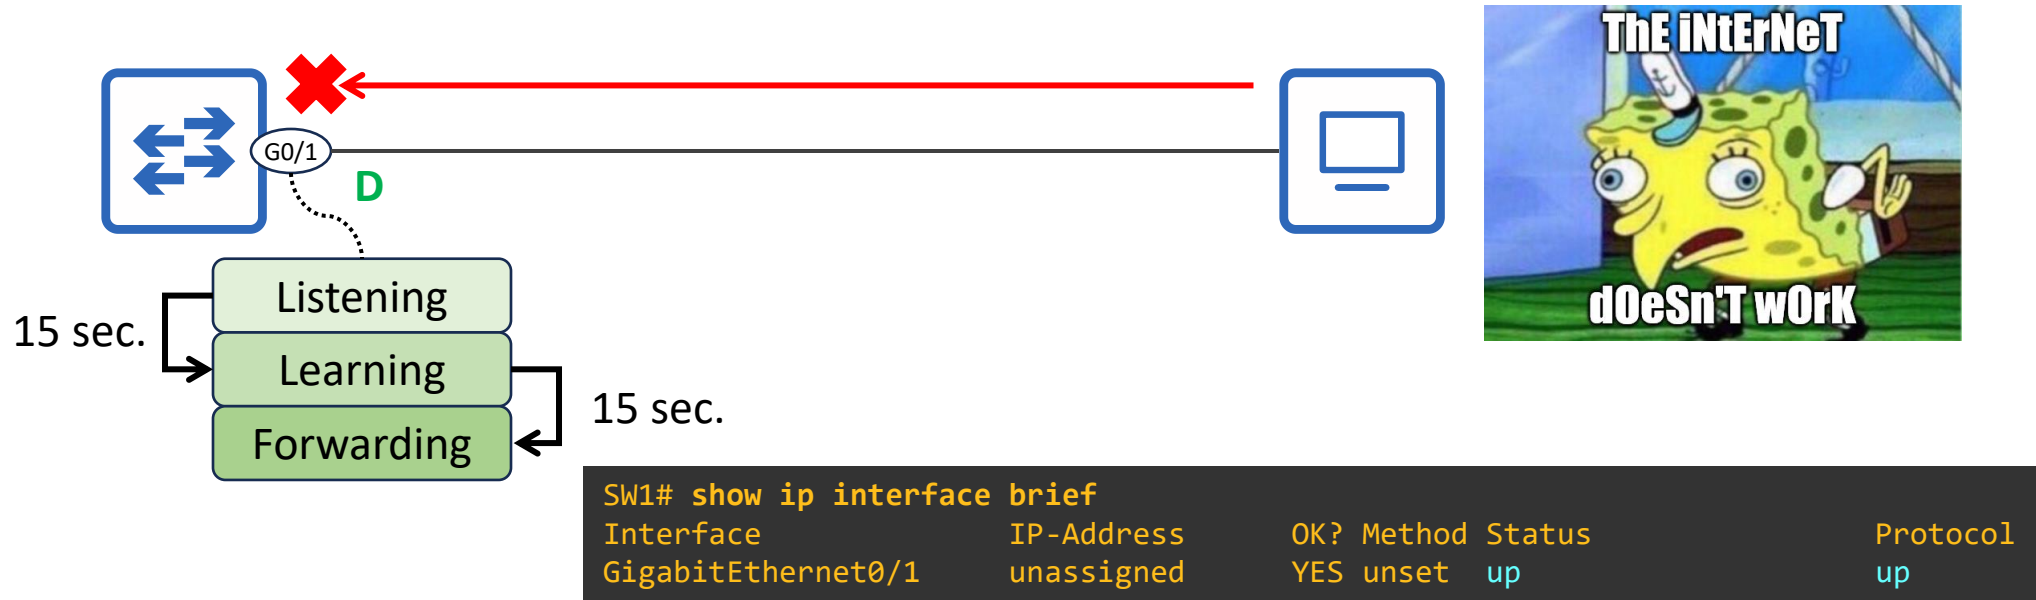 ThE iNtErNeT
G0/1
D
Listening
15 sec.
Learning
dOeSn'T wOrK
15 sec.
Forwarding
SW1# show ip interface brief
Interface IP-Address OK? Method Status Protocol
GigabitEthernet0/1 unassigned YES unset up up